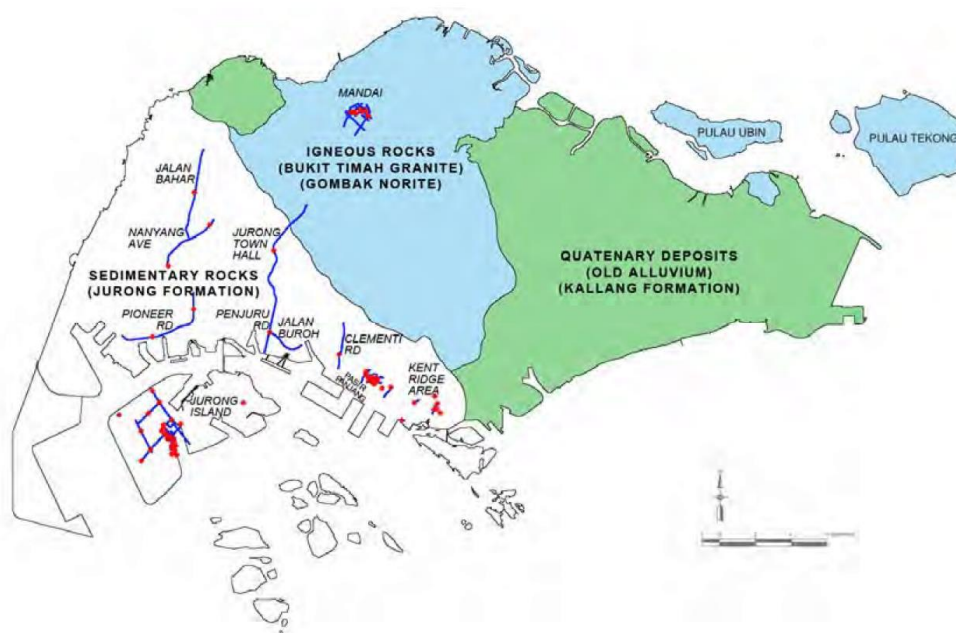 MANDAI
IGNEOUS ROCKS
(BUKIT TIMAH GRANITE)
(GOMBAK NORITE)
PULAU UBIN
PULAU TEKONG
JALAN
BAHAR
NANYANG
AVE
JURONG
TOWN
HALL
SEDIMENTARY ROCKS
(JURONG FORMATION)
QUATENARY DEPOSITS
(OLD ALLUVIUM)
(KALLANG FORMATION)
PIONEER
RD
PENJURU
RD
JALAN
BUROH
CLEMENTI
RD
PASIR
PANJANG
KENT
RIDGE
AREA
JURONG
ISLAND